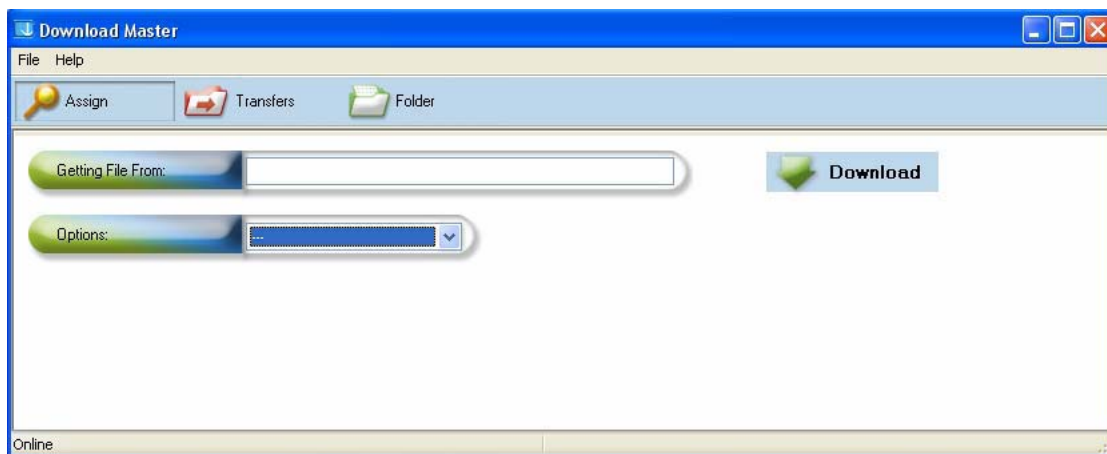 Download Master
File Help
Assign Transfers Folder
Getting File From:
Download
Options:
---
Online